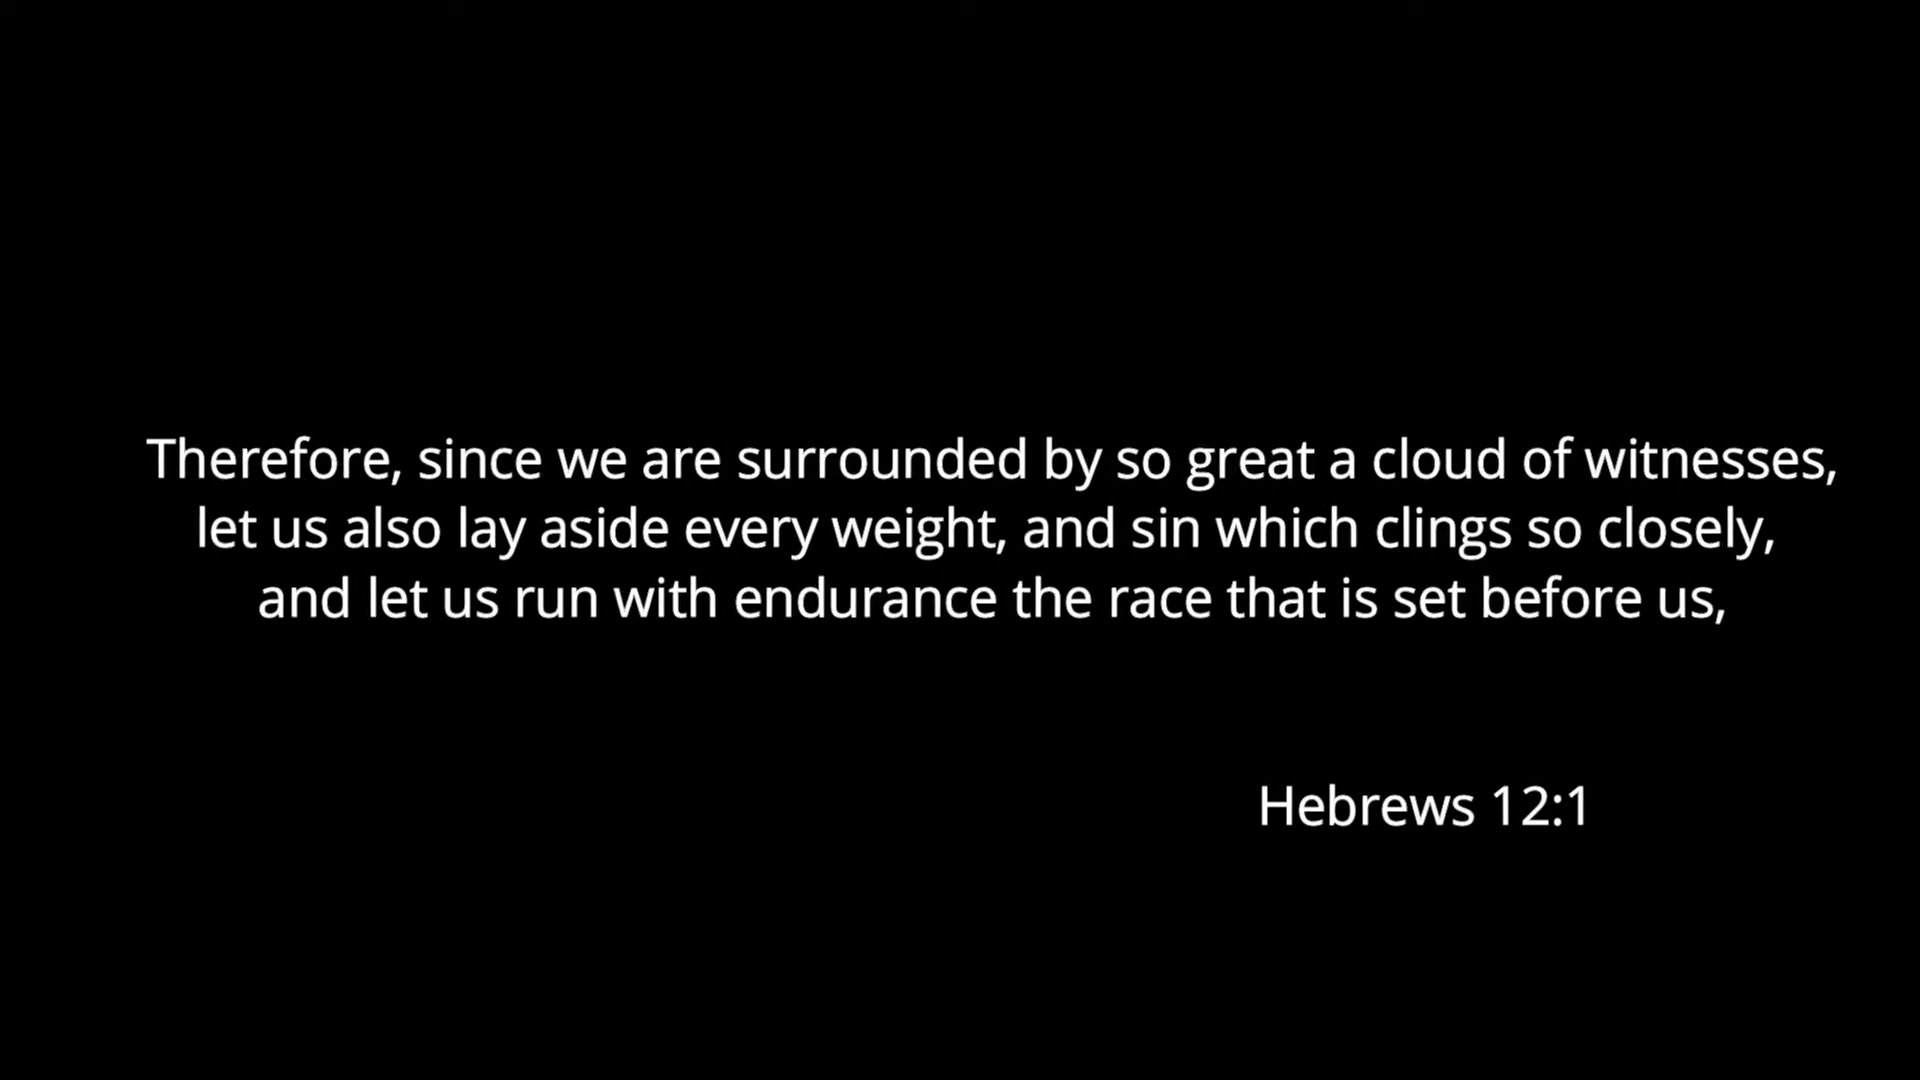 Therefore, since we are surrounded by so great a cloud of witnesses,
let us also lay aside every weight, and sin which clings so closely,
and let us run with endurance the race that is set before us,
Hebrews 12:1